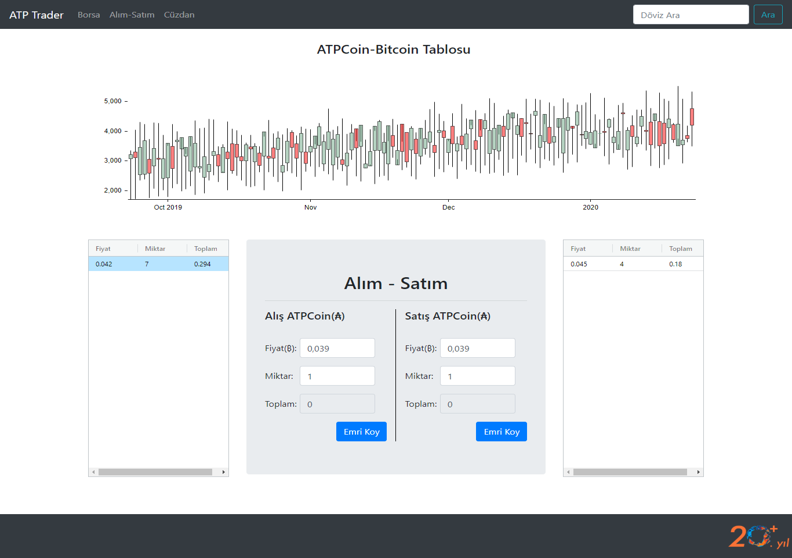 ATP Trader Borsa Alım-Satım Cüzdan Döviz Ara Ara
ATPCoin-Bitcoin Tablosu
5,000
4,000
3,000
2,000
Oct 2019 Nov Dec 2020
Fiyat Miktar Toplam
0.042 7 0.294
Alım - Satım
Alış ATPCoin(₳)
Fiyat(₿): 0,039
Miktar: 1
Toplam: 0
Emri Koy
Satış ATPCoin(₳)
Fiyat(₿): 0,039
Miktar: 1
Toplam: 0
Emri Koy
Fiyat Miktar Toplam
0.045 4 0.18
20+ yıl